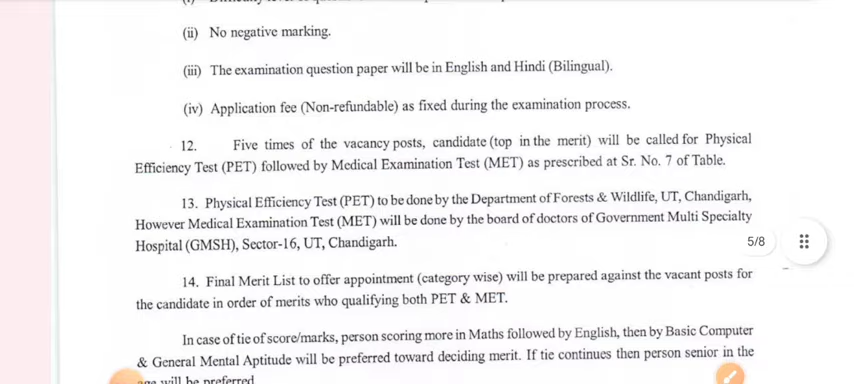 (ii) No negative marking.
(iii) The examination question paper will be in English and Hindi (Bilingual).
(iv) Application fee (Non-refundable) as fixed during the examination process.
12. Five times of the vacancy posts, candidate (top in the merit) will be called for Physical
Efficiency Test (PET) followed by Medical Examination Test (MET) as prescribed at Sr. No. 7 of Table.
13. Physical Efficiency Test (PET) to be done by the Department of Forests & Wildlife, UT, Chandigarh,
However Medical Examination Test (MET) will be done by the board of doctors of Government Multi Specialty
Hospital (GMSH), Sector-16, UT, Chandigarh.
5/8
14. Final Merit List to offer appointment (category wise) will be prepared against the vacant posts for
the candidate in order of merits who qualifying both PET & MET.
In case of tie of score/marks, person scoring more in Maths followed by English, then by Basic Computer
& General Mental Aptitude will be preferred toward deciding merit. If tie continues then person senior in the
age will be preferred